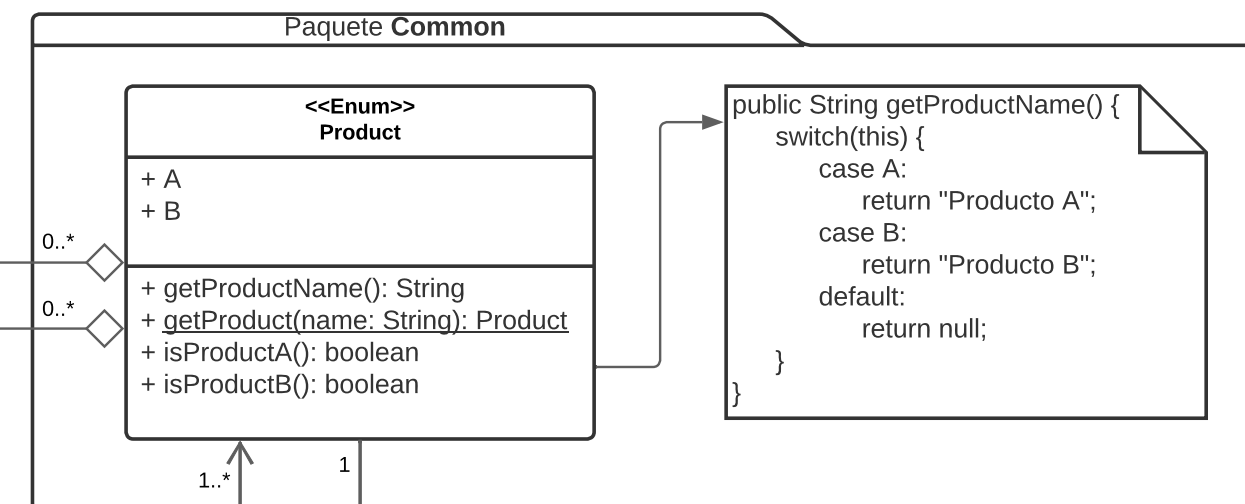 Paquete Common
<<Enum>>
Product
+ A
+ B
0..*
0..*
+ getProductName(): String
+ getProduct(name: String): Product
+ isProductA(): boolean
+ isProductB(): boolean
1..*
1
public String getProductName() {
switch(this) {
case A:
return "Producto A";
case B:
return "Producto B";
default:
return null;
}
}